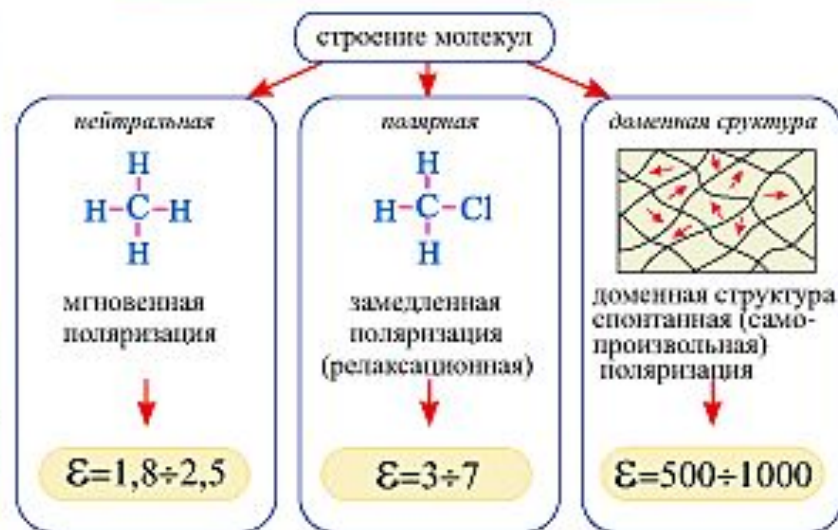 строение молекул
нейтральная
H
H-C-H
H
мгновенная
поляризация
ε=1,8÷2,5
полярная
H
H-C-Cl
H
замедленная
поляризация
(релаксационная)
ε=3÷7
доменная сруктура
доменная структура
спонтанная (само-
произвольная)
поляризация
ε=500÷1000